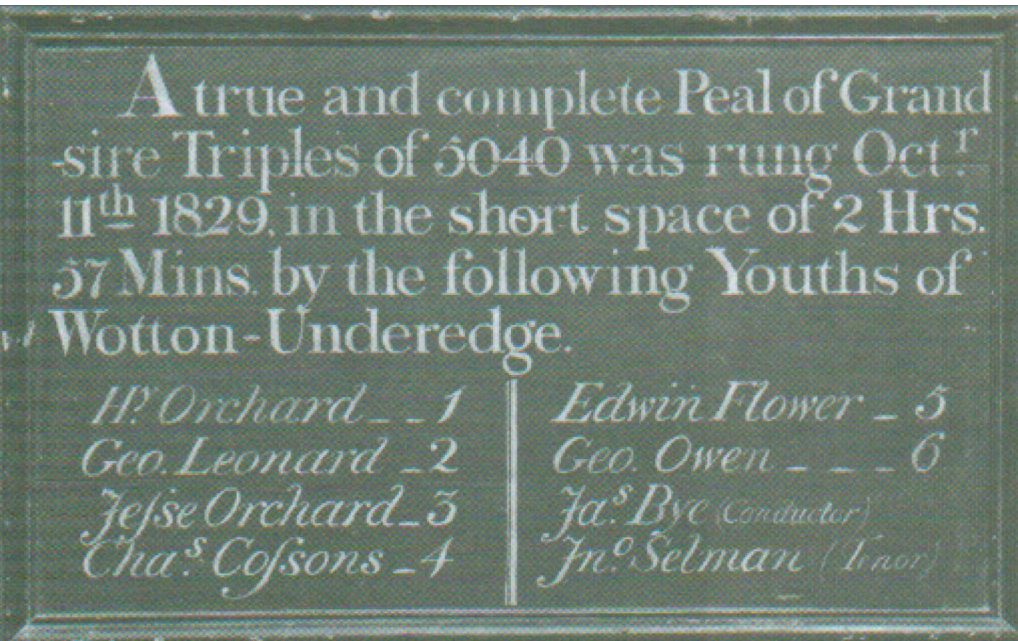 A true and complete Peal of Grand
-sire Triples of 5040 was rung Oct.r
11th 1829, in the short space of 2 Hrs.
57 Mins. by the following Youths of
Wotton-Underedge.
Hy. Orchard _ _ 1
Geo. Leonard _ 2
Jeſse Orchard _ 3
Chas. Coſsons _ 4
Edwin Flower _ 5
Geo. Owen _ _ _ 6
Jas. Bye (Conductor)
Jno. Selman (Tenor)